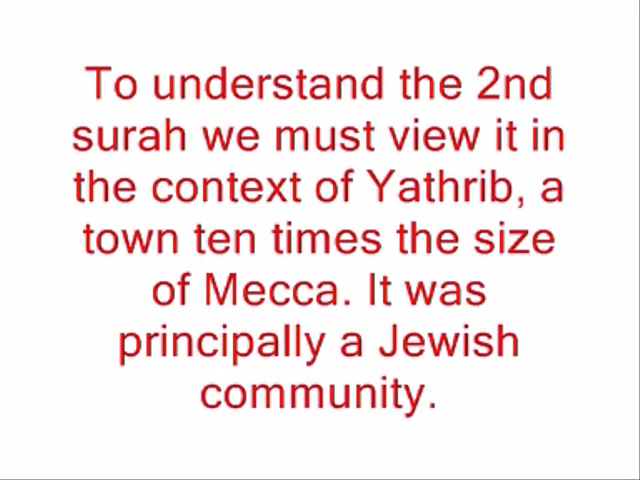 To understand the 2nd
surah we must view it in
the context of Yathrib, a
town ten times the size
of Mecca. It was
principally a Jewish
community.